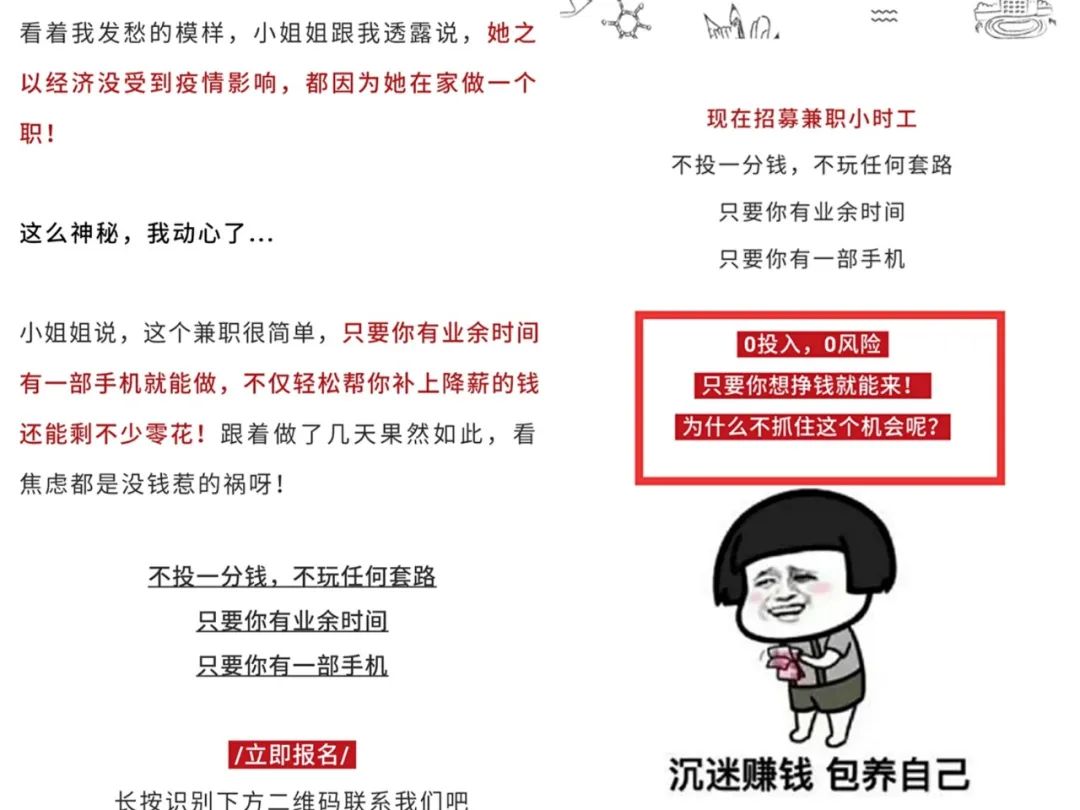 看着我发愁的模样，小姐姐跟我透露说，她之
以经济没受到疫情影响，都因为她在家做一个
职！
这么神秘，我动心了...
小姐姐说，这个兼职很简单，只要你有业余时间
有一部手机就能做，不仅轻松帮你补上降薪的钱
还能剩不少零花！跟着做了几天果然如此，看
焦虑都是没钱惹的祸呀！
不投一分钱，不玩任何套路
只要你有业余时间
只要你有一部手机
/立即报名/
长按识别下方二维码联系我们吧
现在招募兼职小时工
不投一分钱，不玩任何套路
只要你有业余时间
只要你有一部手机
0投入，0风险
只要你想挣钱就能来！
为什么不抓住这个机会呢？
沉迷赚钱 包养自己